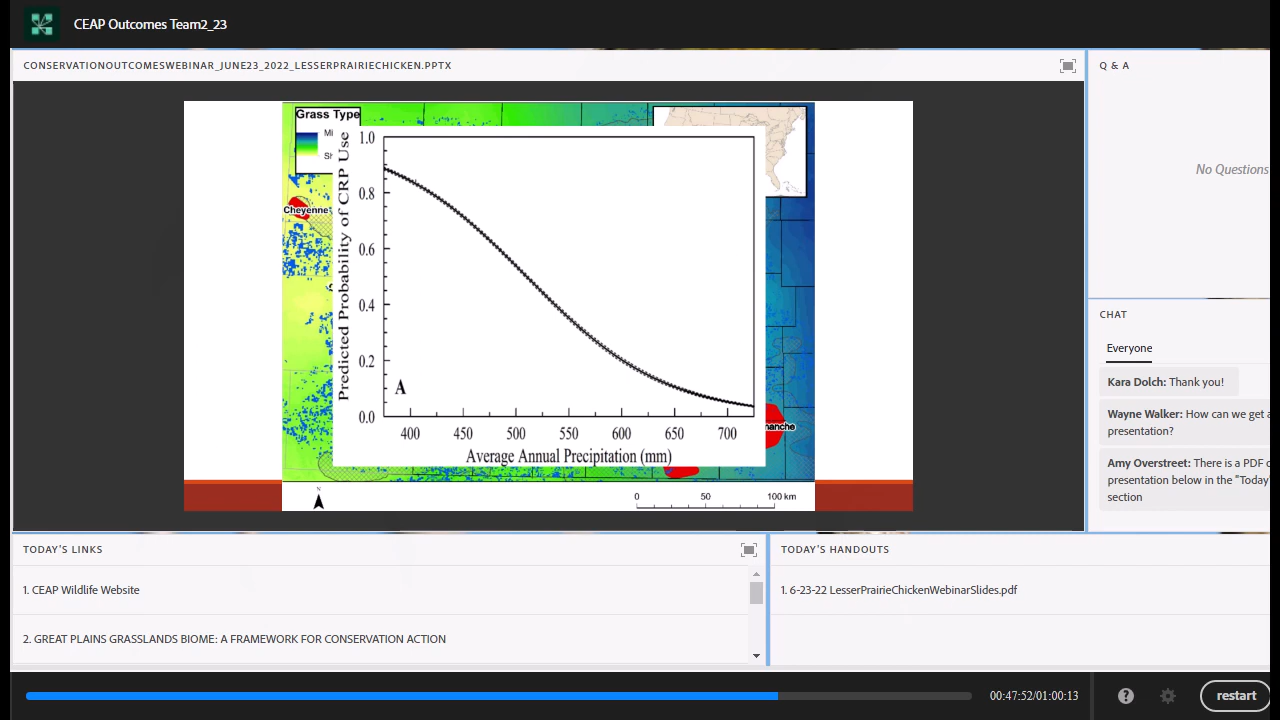 CEAP Outcomes Team2_23
CONSERVATIONOUTCOMESWEBINAR_JUNE23_2022_LESSERPRAIRIECHICKEN.PPTX
Grass Type
Mi
Sh
Cheyenne
Predicted Probability of CRP Use
1.0
0.8
0.6
0.4
0.2
0.0
A
400 450 500 550 600 650 700
Average Annual Precipitation (mm)
manche
N
0 50 100 km
Q & A
No Questions
CHAT
Everyone
Kara Dolch: Thank you!
Wayne Walker: How can we get a
presentation?
Amy Overstreet: There is a PDF
presentation below in the "Today
section
TODAY'S LINKS
1. CEAP Wildlife Website
2. GREAT PLAINS GRASSLANDS BIOME: A FRAMEWORK FOR CONSERVATION ACTION
TODAY'S HANDOUTS
1. 6-23-22 LesserPrairieChickenWebinarSlides.pdf
00:47:52/01:00:13
?
restart